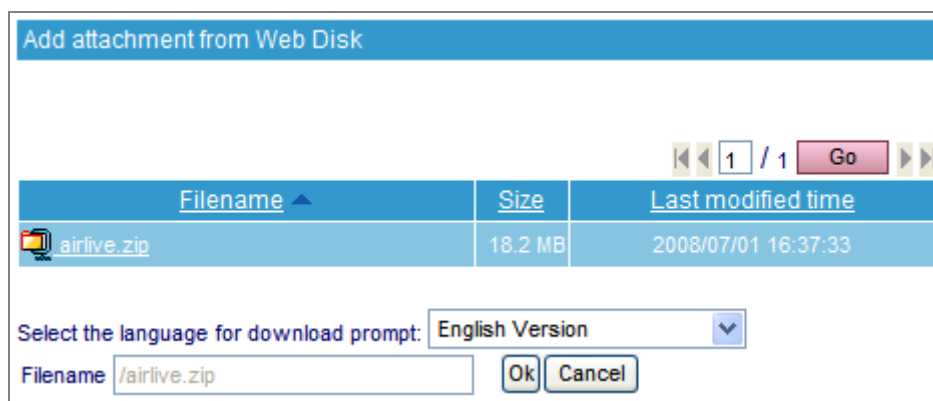 Add attachment from Web Disk
1 / 1 Go
Filename Size Last modified time
airlive.zip 18.2 MB 2008/07/01 16:37:33
Select the language for download prompt: English Version
Filename /airlive.zip Ok Cancel